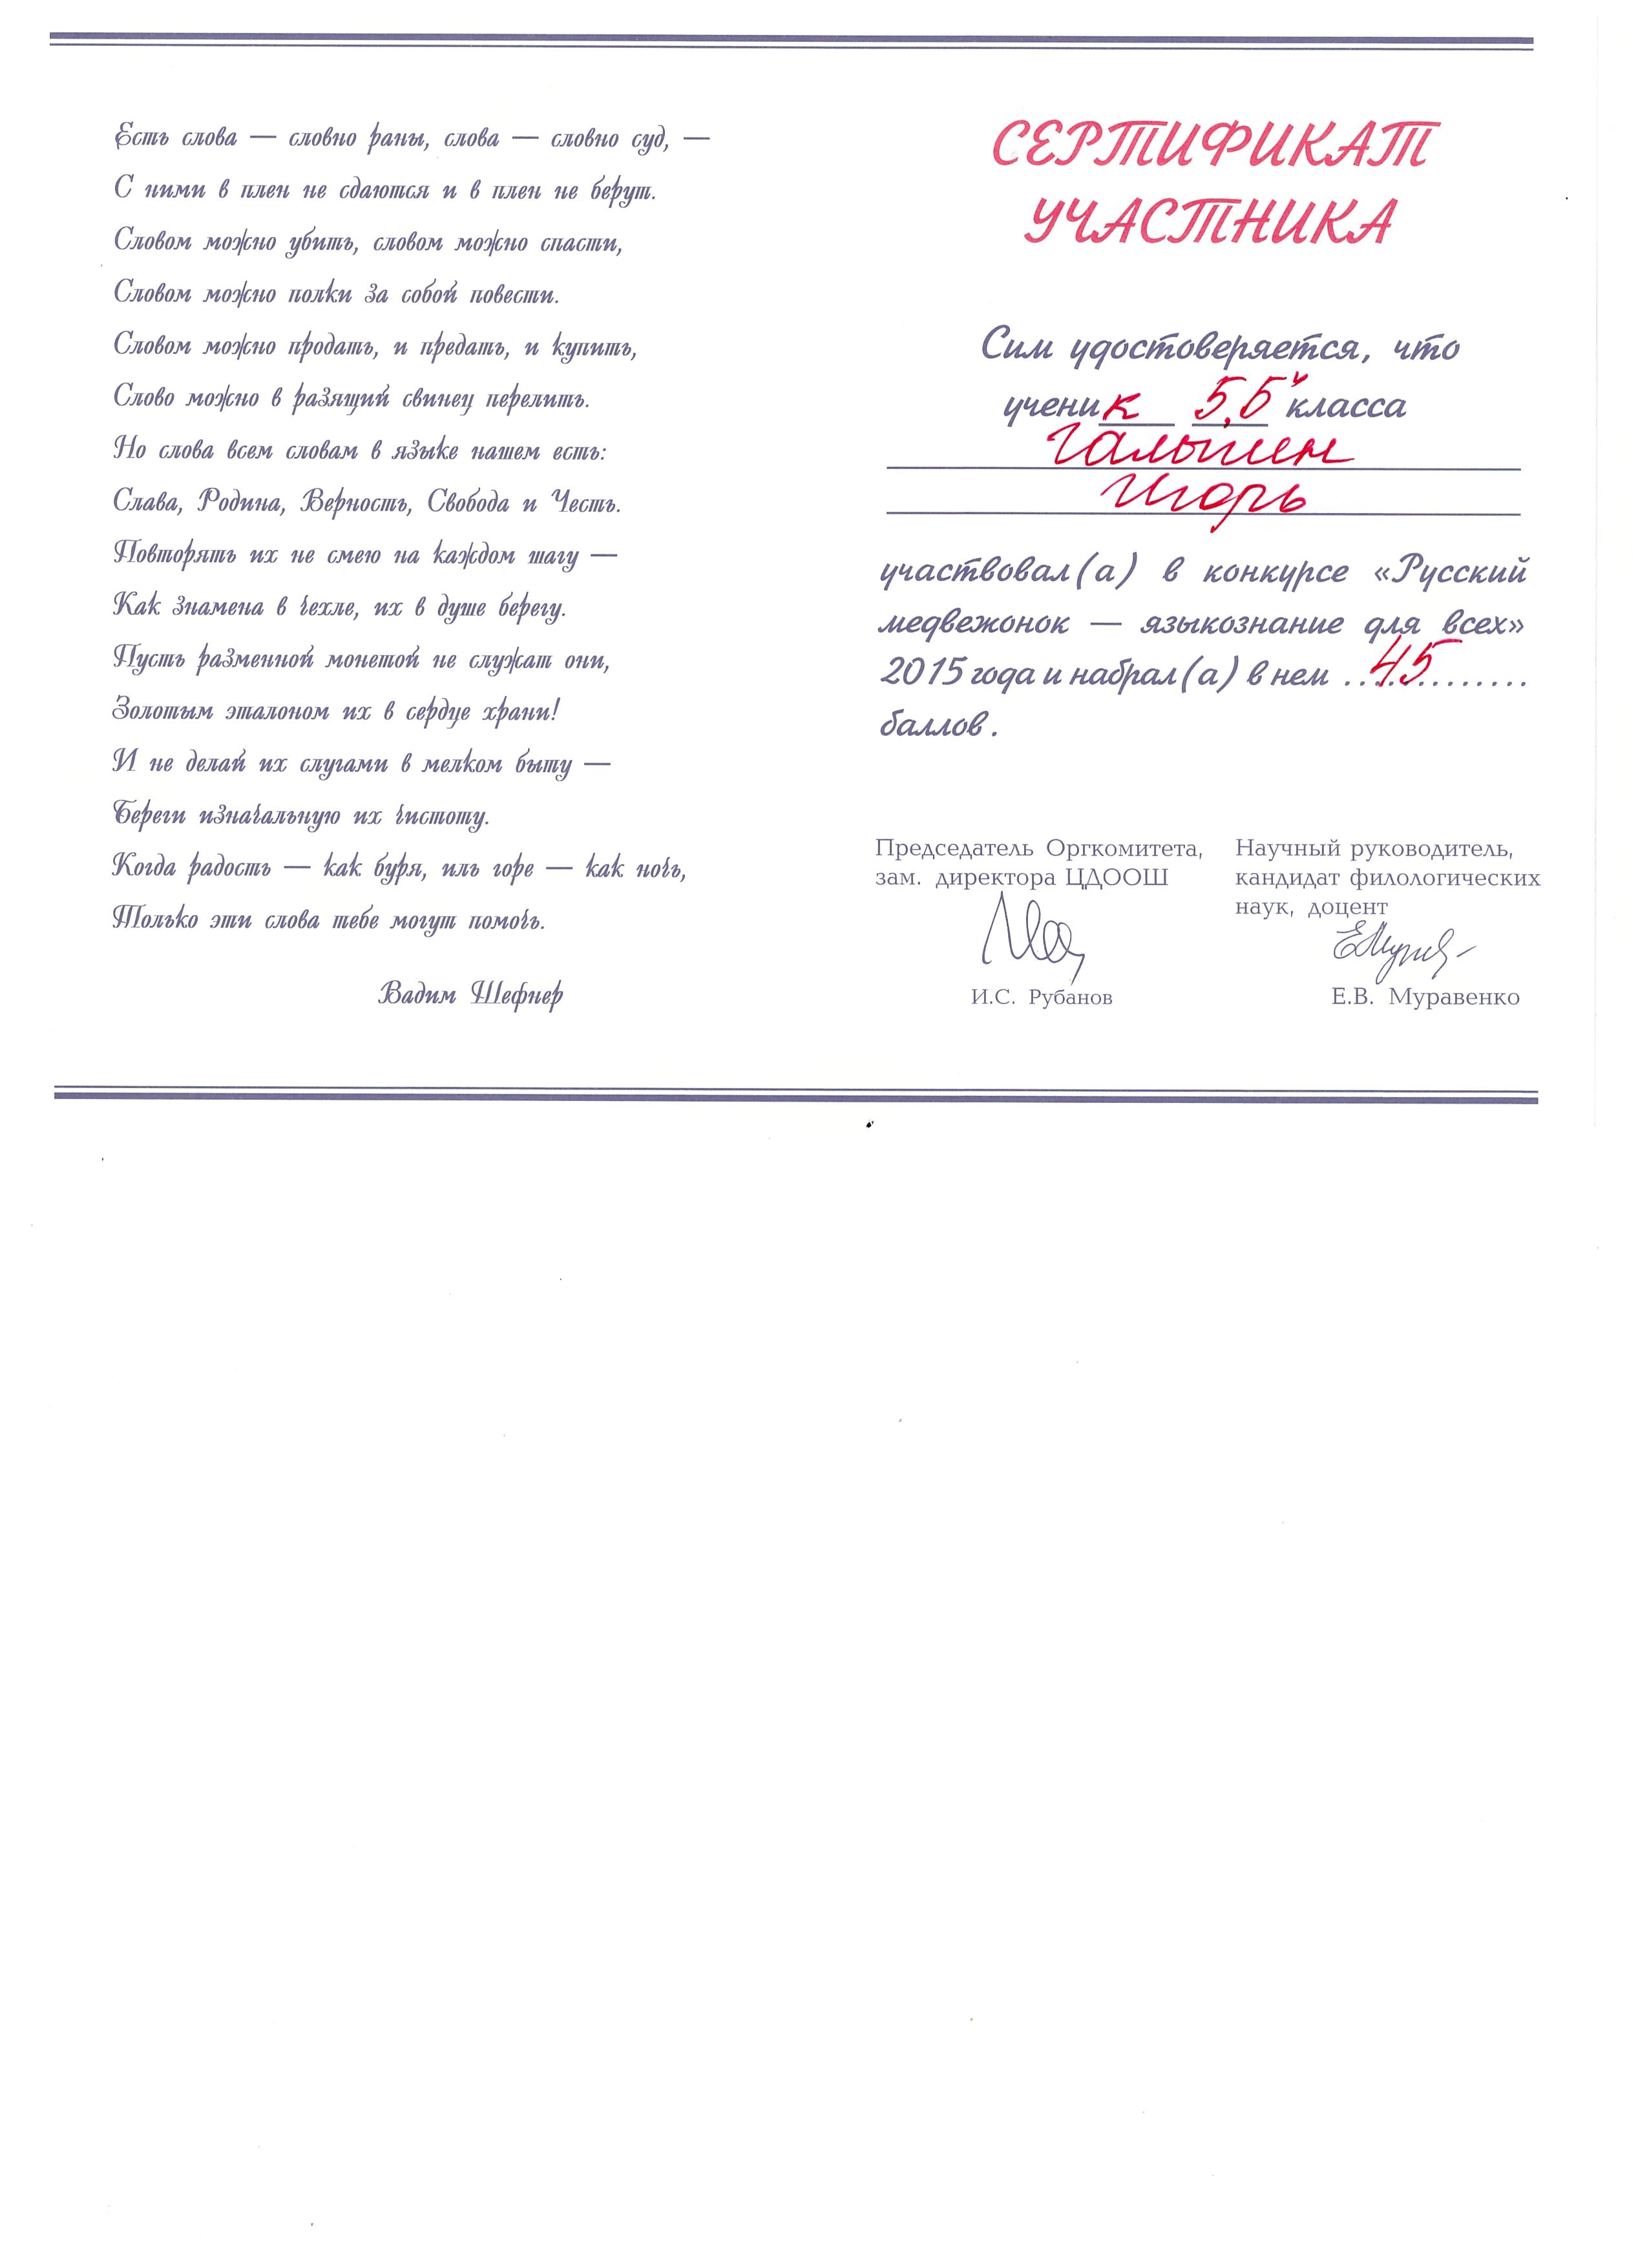 Есть слова — словно раны, слова — словно суд, —
С ними в плен не сдаются и в плен не берут.
Словом можно убить, словом можно спасти,
Словом можно полки за собой повести.
Словом можно продать, и предать, и купить,
Слово можно в разящий свинец перелить.
Но слова всем словам в языке нашем есть:
Слава, Родина, Верность, Свобода и Честь.
Повторять их не смею на каждом шагу —
Как знамена в чехле, их в душе берегу.
Пусть разменной монетой не служат они,
Золотым эталоном их в сердце храни!
И не делай их слугами в мелком быту —
Береги изначальную их чистоту.
Когда радость — как буря, иль горе — как ночь,
Только эти слова тебе могут помочь.
Вадим Шефнер
СЕРТИФИКАТ
УЧАСТНИКА
Сим удостоверяется, что
ученик 5 "Б" класса
Игорь
участвовал(а) в конкурсе «Русский
медвежонок — языкознание для всех»
2015 года и набрал(а) в нем ...45...........
баллов.
Председатель Оргкомитета,
зам. директора ЦДООШ
И.С. Рубанов
Научный руководитель,
кандидат филологических
наук, доцент
Е.В. Муравенко